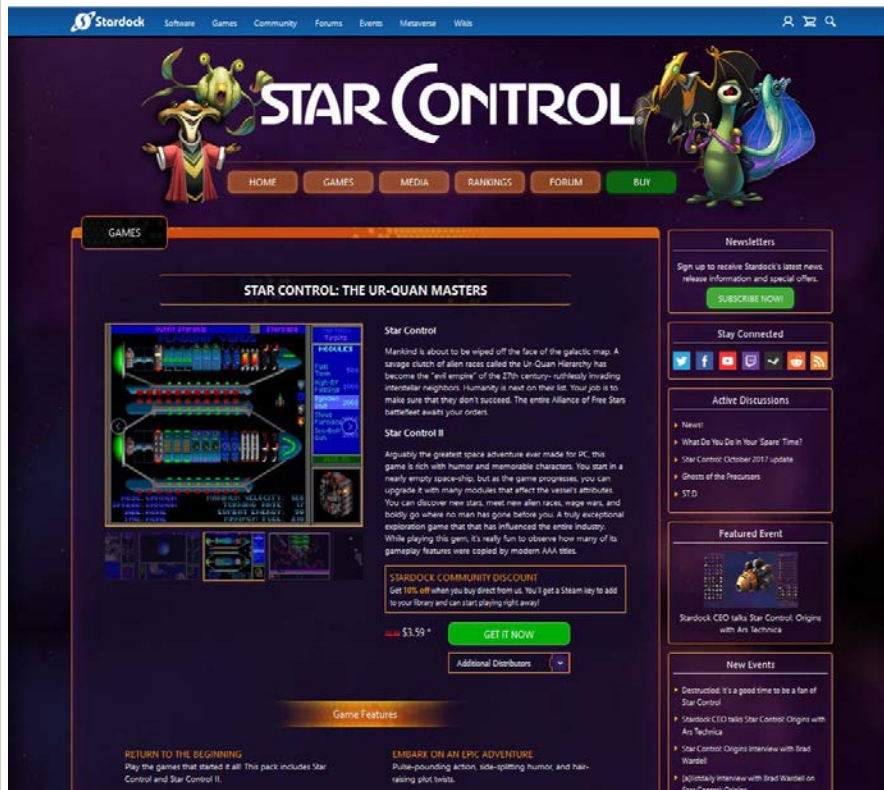 Stardock
Software Games Community Forums Events Metaverse Wikis
STAR CONTROL
HOME GAMES MEDIA RANKINGS FORUM BUY
GAMES
STAR CONTROL: THE UR-QUAN MASTERS
MODULES
Star Control
Mankind is about to be wiped off the face of the galactic map. A
savage clutch of alien races called the Ur-Quan Hierarchy has
become the "evil empire" of the 27th century- ruthlessly invading
interstellar neighbors. Humanity is next on their list. Your job is to
make sure that they don't succeed. The entire Alliance of Free Stars
battlefleet awaits your orders.
Star Control II
Arguably the greatest space adventure ever made for PC, this
game is rich with humor and memorable characters. You start in a
nearly empty space-ship, but as the game progresses, you can
upgrade it with many modules that affect the vessel's attributes.
You can discover new stars, meet new alien races, wage wars, and
boldly go where no man has gone before you. A truly exceptional
exploration game that that has influenced the entire industry.
While playing this gem, it's really fun to observe how many of its
gameplay features were copied by modern AAA titles.
STARDOCK COMMUNITY DISCOUNT
Get 10% off when you buy direct from us. You'll get a Steam key to add
to your library and can start playing right away!
$3.59 * GET IT NOW
Additional Distributors
Game Features
RETURN TO THE BEGINNING
Play the games that started it all! This pack includes Star
Control and Star Control II.
EMBARK ON AN EPIC ADVENTURE
Pulse-pounding action, side-splitting humor, and hair-
raising plot twists.
Newsletters
Sign up to receive Stardock's latest news,
release information and special offers.
SUBSCRIBE NOW!
Stay Connected
Active Discussions
News!
What Do You Do In Your 'Spare' Time?
Star Control: October 2017 update
Ghosts of the Precursors
ST:D
Featured Event
Stardock CEO talks Star Control: Origins
with Ars Technica
New Events
Destructied: It's a good time to be a fan of
Star Control
Stardock CEO talks Star Control: Origins with
Ars Technica
Star Control: Origins Interview with Brad
Wardell
[a]listdaily interview with Brad Wardell on
Star Control: Origins